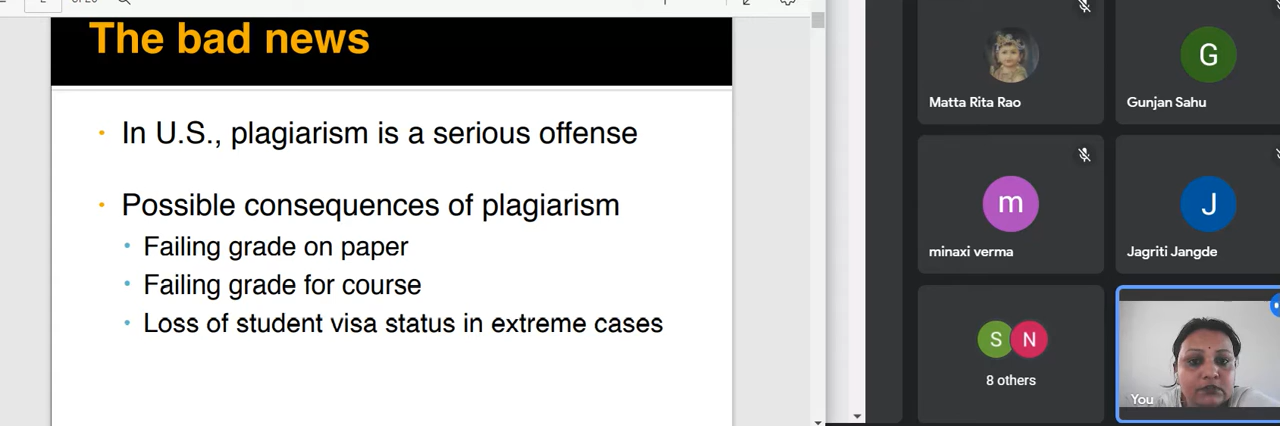 The bad news
In U.S., plagiarism is a serious offense
Possible consequences of plagiarism
Failing grade on paper
Failing grade for course
Loss of student visa status in extreme cases
Matta Rita Rao
G
Gunjan Sahu
m
minaxi verma
J
Jagriti Jangde
S N
8 others
You